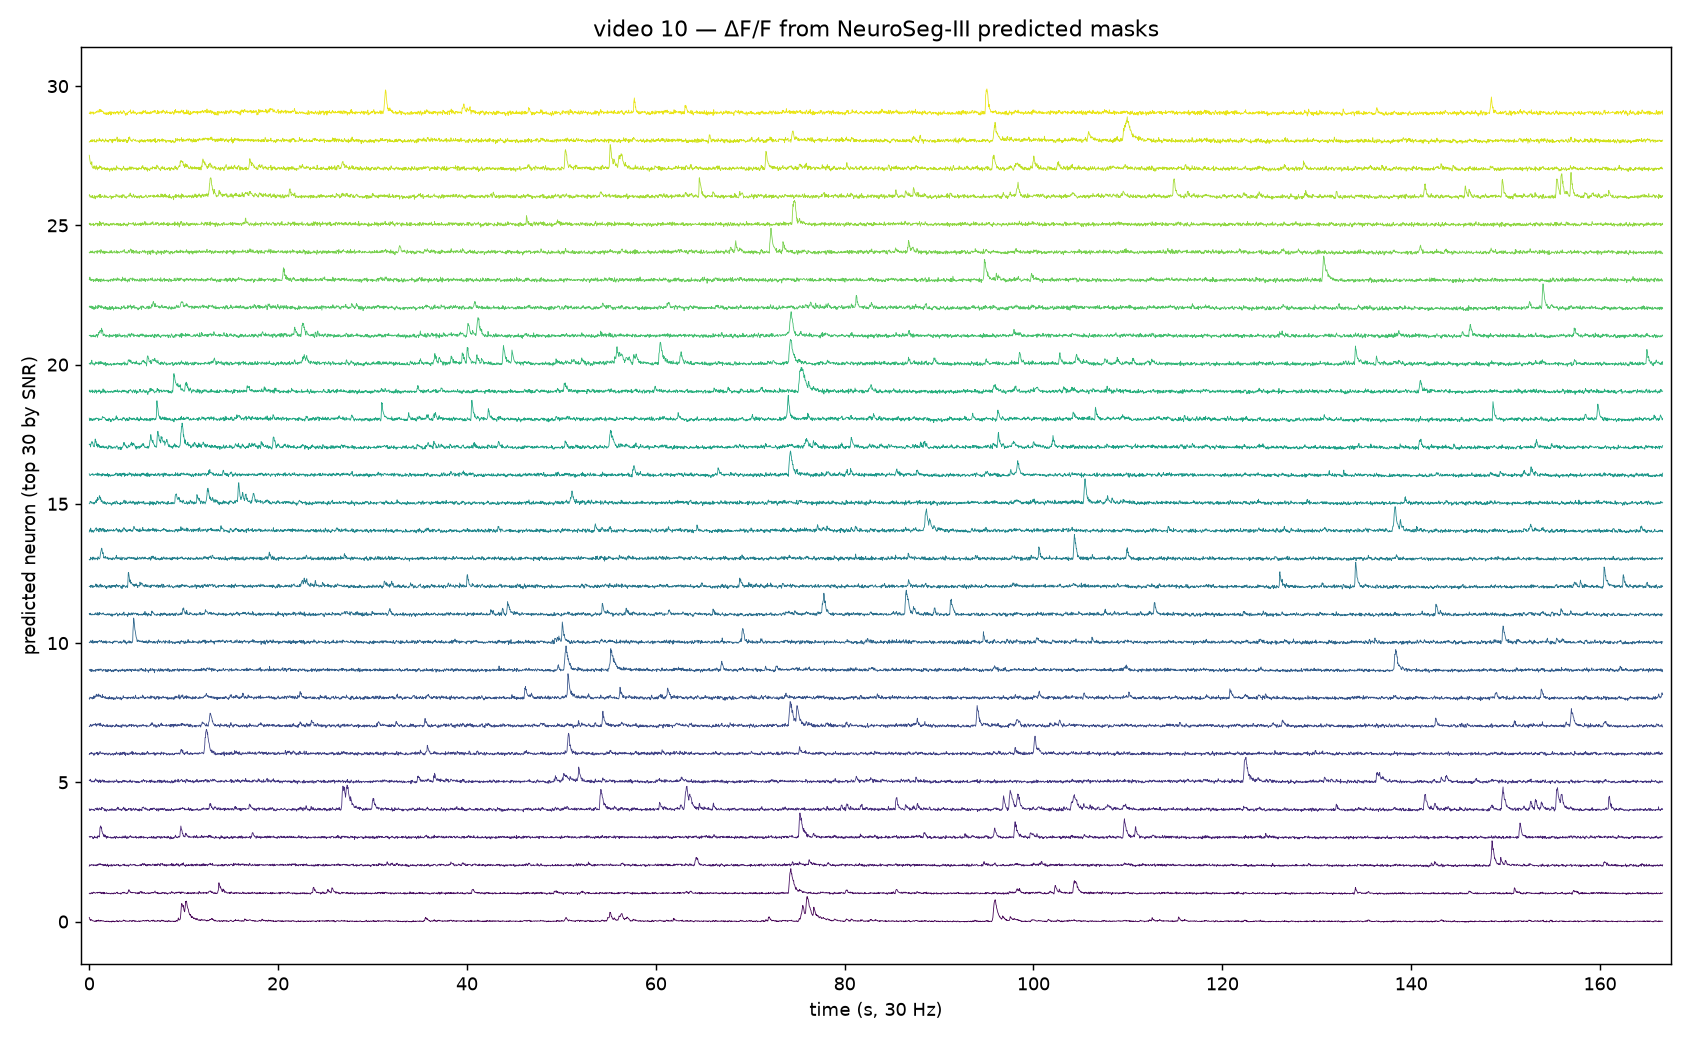 video 10 — ΔF/F from NeuroSeg-III predicted masks
30
25
20
15
10
5
0
predicted neuron (top 30 by SNR)
0 20 40 60 80 100 120 140 160
time (s, 30 Hz)